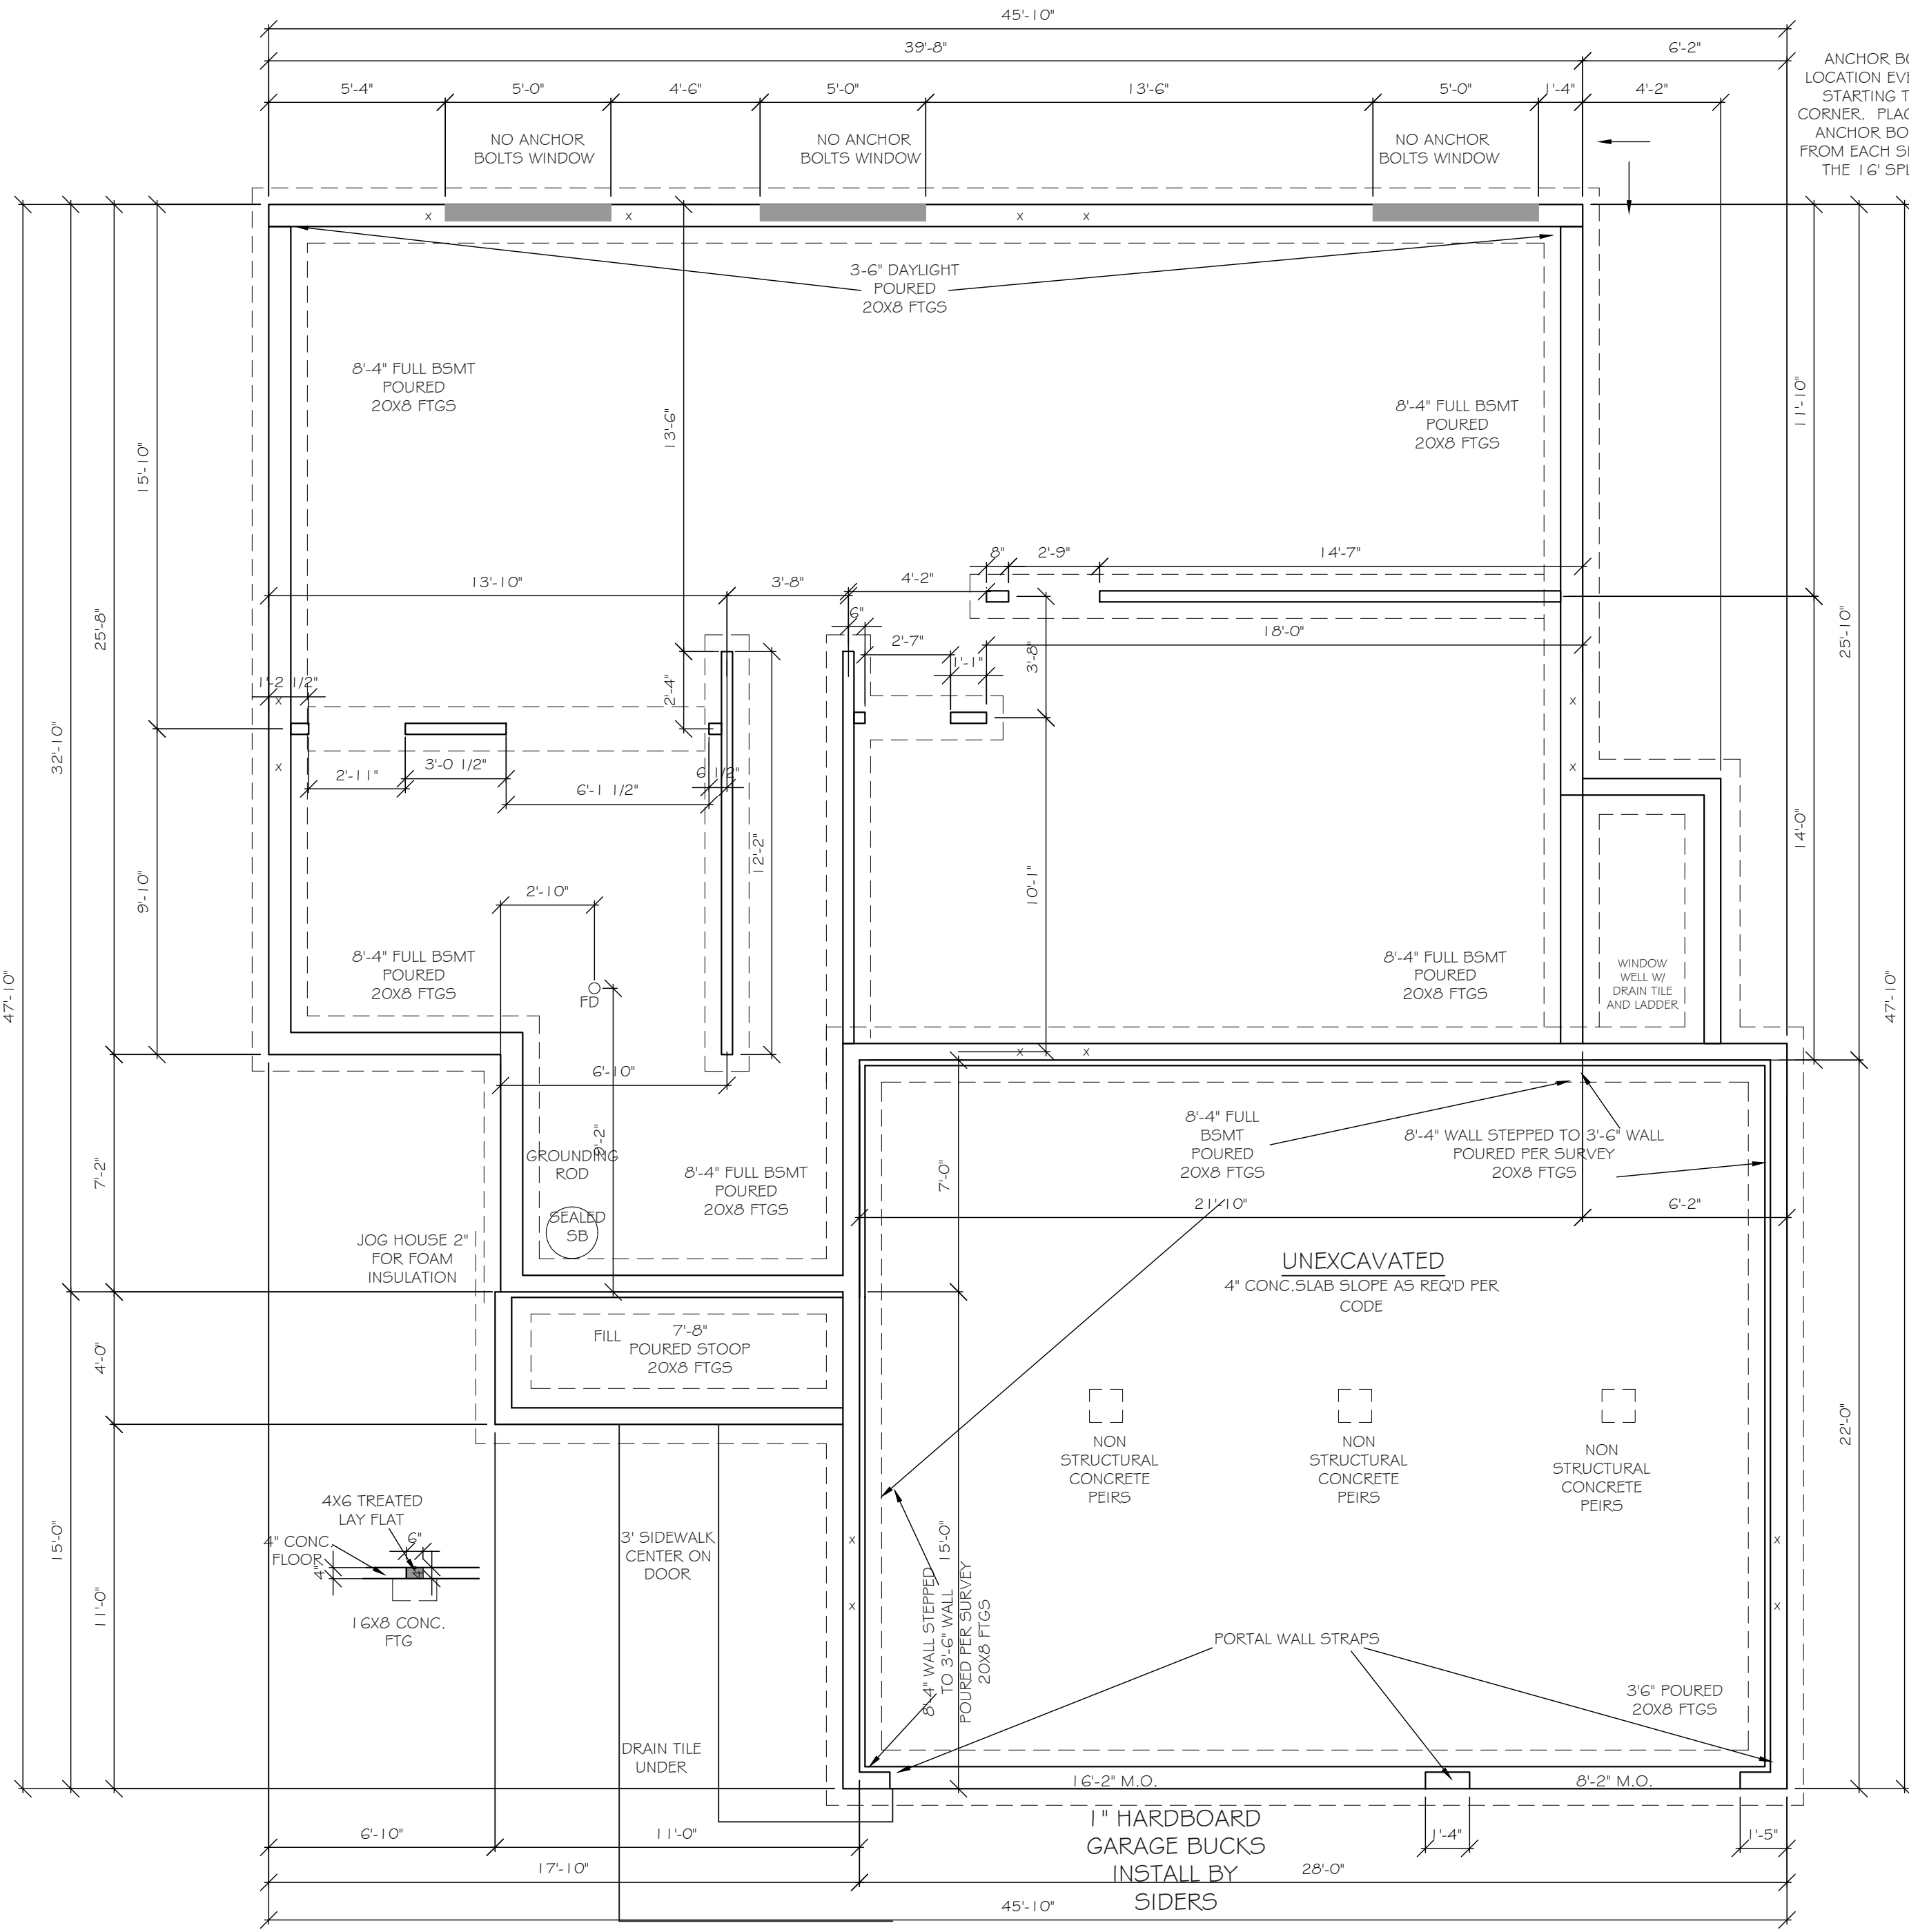 45'-10"
39'-8"
6'-2"
5'-4"
5'-0"
4'-6"
5'-0"
13'-6"
5'-0"
1'-4"
4'-2"
ANCHOR
LOCATION
STARTING
CORNER.
ANCHOR
FROM EACH
THE 16'
NO ANCHOR
BOLTS WINDOW
NO ANCHOR
BOLTS WINDOW
NO ANCHOR
BOLTS WINDOW
x
x
x
x
3-6" DAYLIGHT
POURED
20X8 FTGS
8'-4" FULL BSMT
POURED
20X8 FTGS
8'-4" FULL BSMT
POURED
20X8 FTGS
13'-6"
15'-10"
11'-10"
25'-8"
25'-10"
32'-10"
47'-10"
47'-10"
8"
2'-9"
14'-7"
13'-10"
3'-8"
4'-2"
6"
2'-7"
1'-1"
18'-0"
3'-8"
1'-2 1/2"
x
x
2'-4"
x
x
2'-11"
3'-0 1/2"
6 1/2"
6'-1 1/2"
12'-2"
14'-0"
9'-10"
2'-10"
10'-1"
FD
8'-4" FULL BSMT
POURED
20X8 FTGS
8'-4" FULL BSMT
POURED
20X8 FTGS
WINDOW
WELL W/
DRAIN TILE
AND LADDER
x
x
6'-10"
9'-2"
GROUNDING
ROD
SEALED
SB
8'-4" FULL BSMT
POURED
20X8 FTGS
7'-2"
7'-0"
8'-4" FULL
BSMT
POURED
20X8 FTGS
8'-4" WALL STEPPED TO 3'-6" WALL
POURED PER SURVEY
20X8 FTGS
21'-10"
6'-2"
JOG HOUSE 2"
FOR FOAM
INSULATION
UNEXCAVATED
4" CONC.SLAB SLOPE AS REQ'D PER
CODE
FILL
7'-8"
POURED STOOP
20X8 FTGS
4'-0"
22'-0"
NON
STRUCTURAL
CONCRETE
PEIRS
NON
STRUCTURAL
CONCRETE
PEIRS
NON
STRUCTURAL
CONCRETE
PEIRS
4X6 TREATED
LAY FLAT
4" CONC.
FLOOR
6"
4"
4"
16X8 CONC.
FTG
3' SIDEWALK
CENTER ON
DOOR
15'-0"
11'-0"
15'-0"
x
x
x
x
8'-4" WALL STEPPED
TO 3'-6" WALL
POURED PER SURVEY
20X8 FTGS
PORTAL WALL STRAPS
3'6" POURED
20X8 FTGS
DRAIN TILE
UNDER
16'-2" M.O.
8'-2" M.O.
1" HARDBOARD
GARAGE BUCKS
INSTALL BY
SIDERS
6'-10"
11'-0"
1'-4"
1'-5"
17'-10"
28'-0"
45'-10"